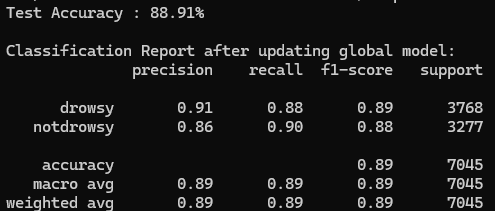 Test Accuracy : 88.91%
Classification Report after updating global model:
precision recall f1-score support
drowsy 0.91 0.88 0.89 3768
notdrowsy 0.86 0.90 0.88 3277
accuracy 0.89 7045
macro avg 0.89 0.89 0.89 7045
weighted avg 0.89 0.89 0.89 7045